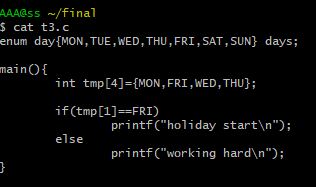 AAA@ss ~/final
$ cat t3.c
enum day{MON,TUE,WED,THU,FRI,SAT,SUN} days;
main(){
int tmp[4]={MON,FRI,WED,THU};
if(tmp[1]==FRI)
printf("holiday start\n");
else
printf("working hard\n");
}